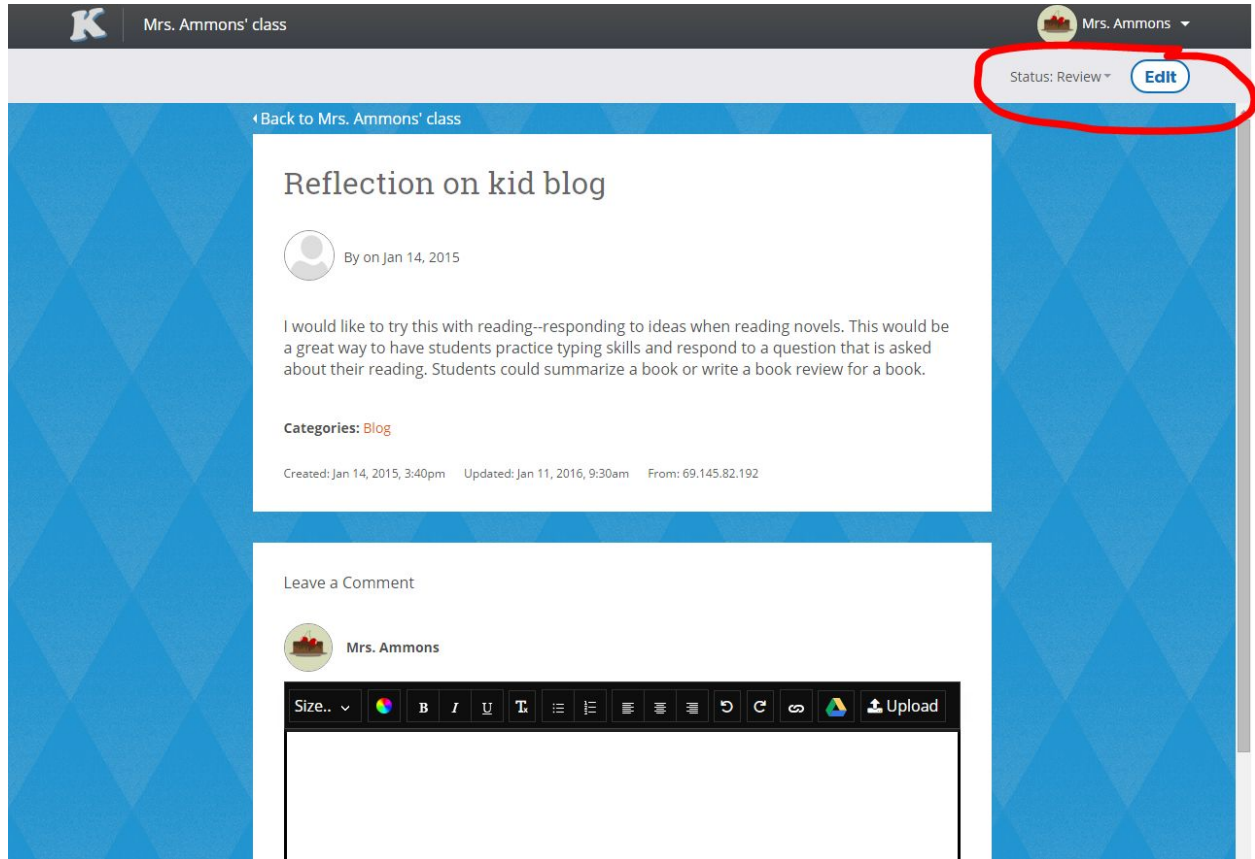 K Mrs. Ammons' class Mrs. Ammons
Status: Review Edit
Back to Mrs. Ammons' class
Reflection on kid blog
By on Jan 14, 2015
I would like to try this with reading--responding to ideas when reading novels. This would be
a great way to have students practice typing skills and respond to a question that is asked
about their reading. Students could summarize a book or write a book review for a book.
Categories: Blog
Created: Jan 14, 2015, 3:40pm Updated: Jan 11, 2016, 9:30am From: 69.145.82.192
Leave a Comment
Mrs. Ammons
Size.. B I U Tx Upload